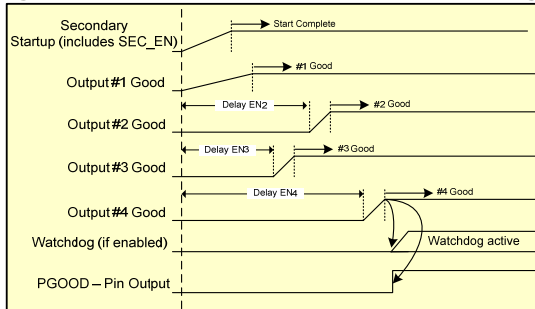 Secondary
Startup (includes SEC_EN)
Start Complete
Output #1 Good
#1 Good
Delay EN2
#2 Good
Output #2 Good
Delay EN3
#3 Good
Output #3 Good
Delay EN4
#4 Good
Output #4 Good
Watchdog (if enabled)
Watchdog active
PGOOD – Pin Output